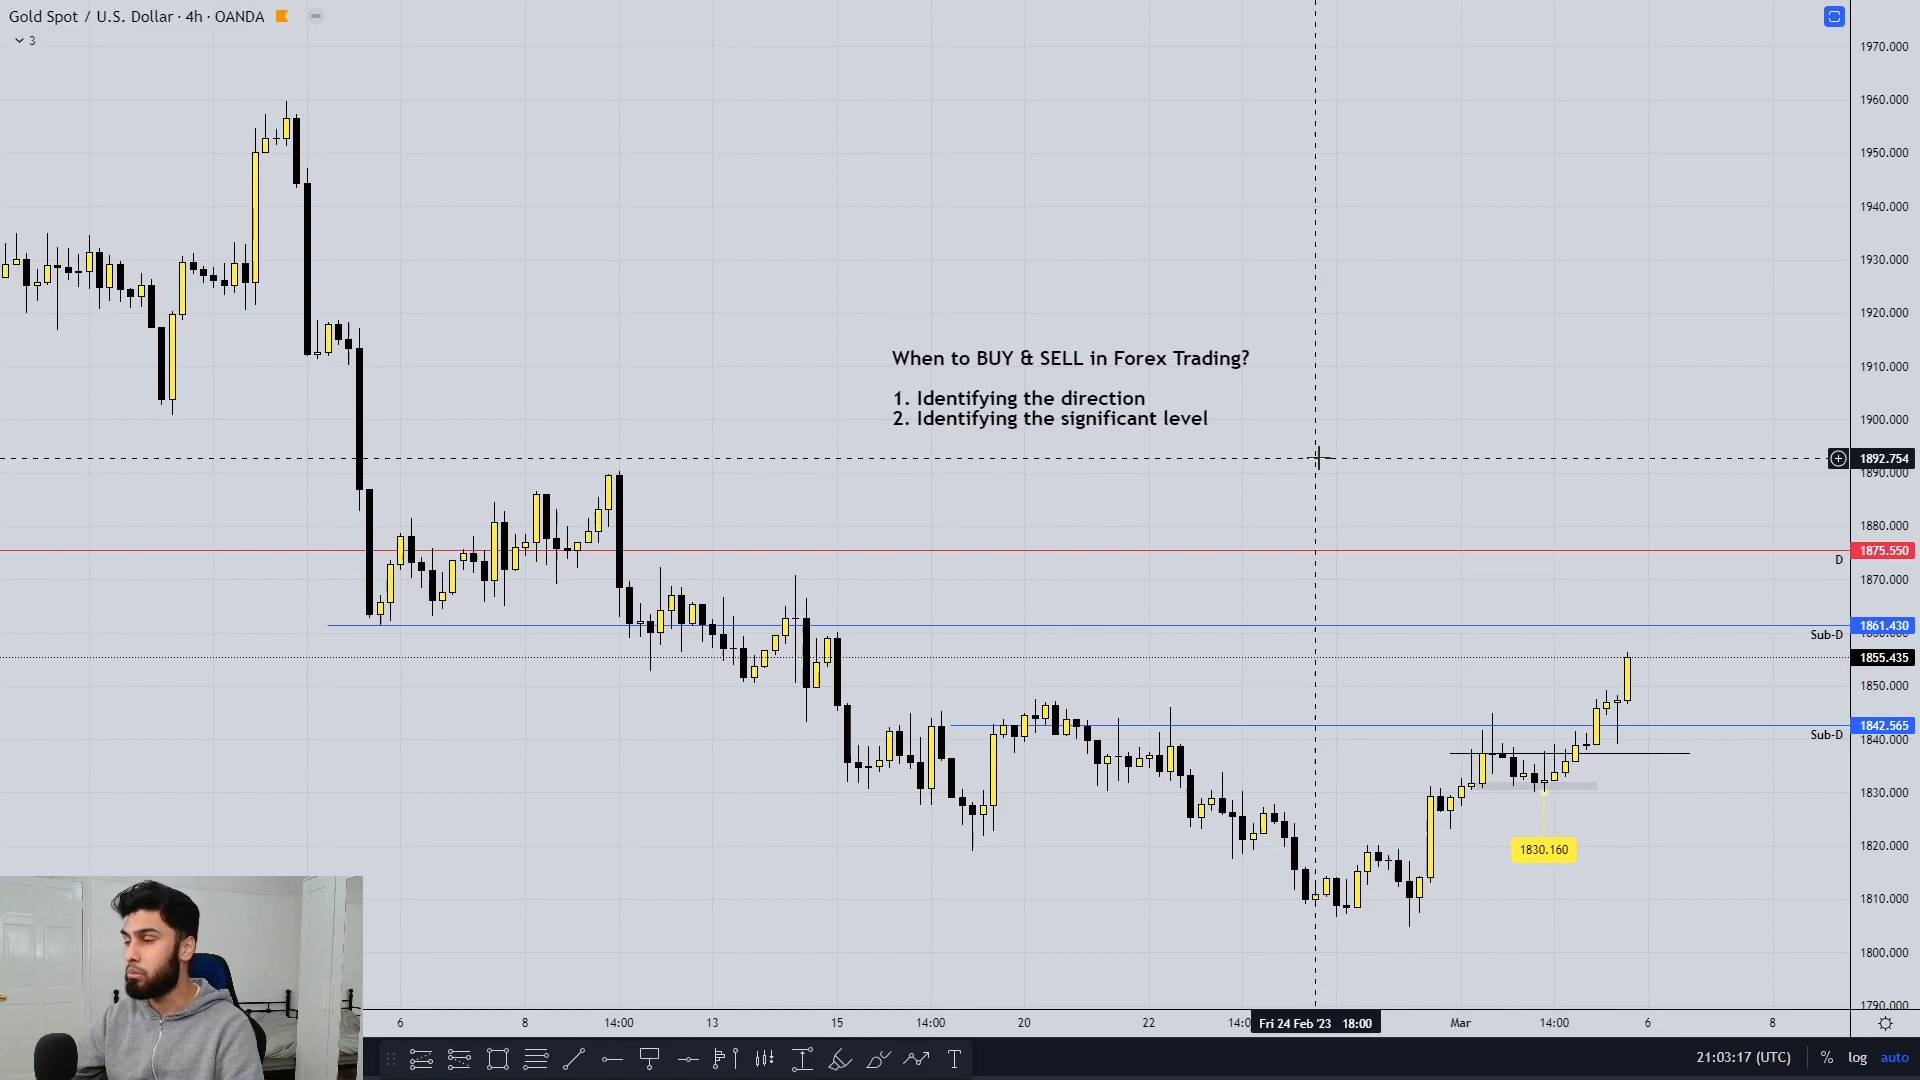 Gold Spot / U.S. Dollar · 4h · OANDA
3
1970.000
1960.000
1950.000
1940.000
1930.000
1920.000
When to BUY & SELL in Forex Trading?
1910.000
1. Identifying the direction
2. Identifying the significant level
1900.000
1892.754
1890.000
1880.000
1875.550
D
1870.000
1861.430
Sub-D
1855.435
1850.000
1842.565
Sub-D
1840.000
1830.000
1830.160
1820.000
1810.000
1800.000
1790.000
6 8 14:00 13 15 14:00 20 22 Fri 24 Feb '23 18:00 Mar 14:00 6 8
21:03:17 (UTC) % log auto